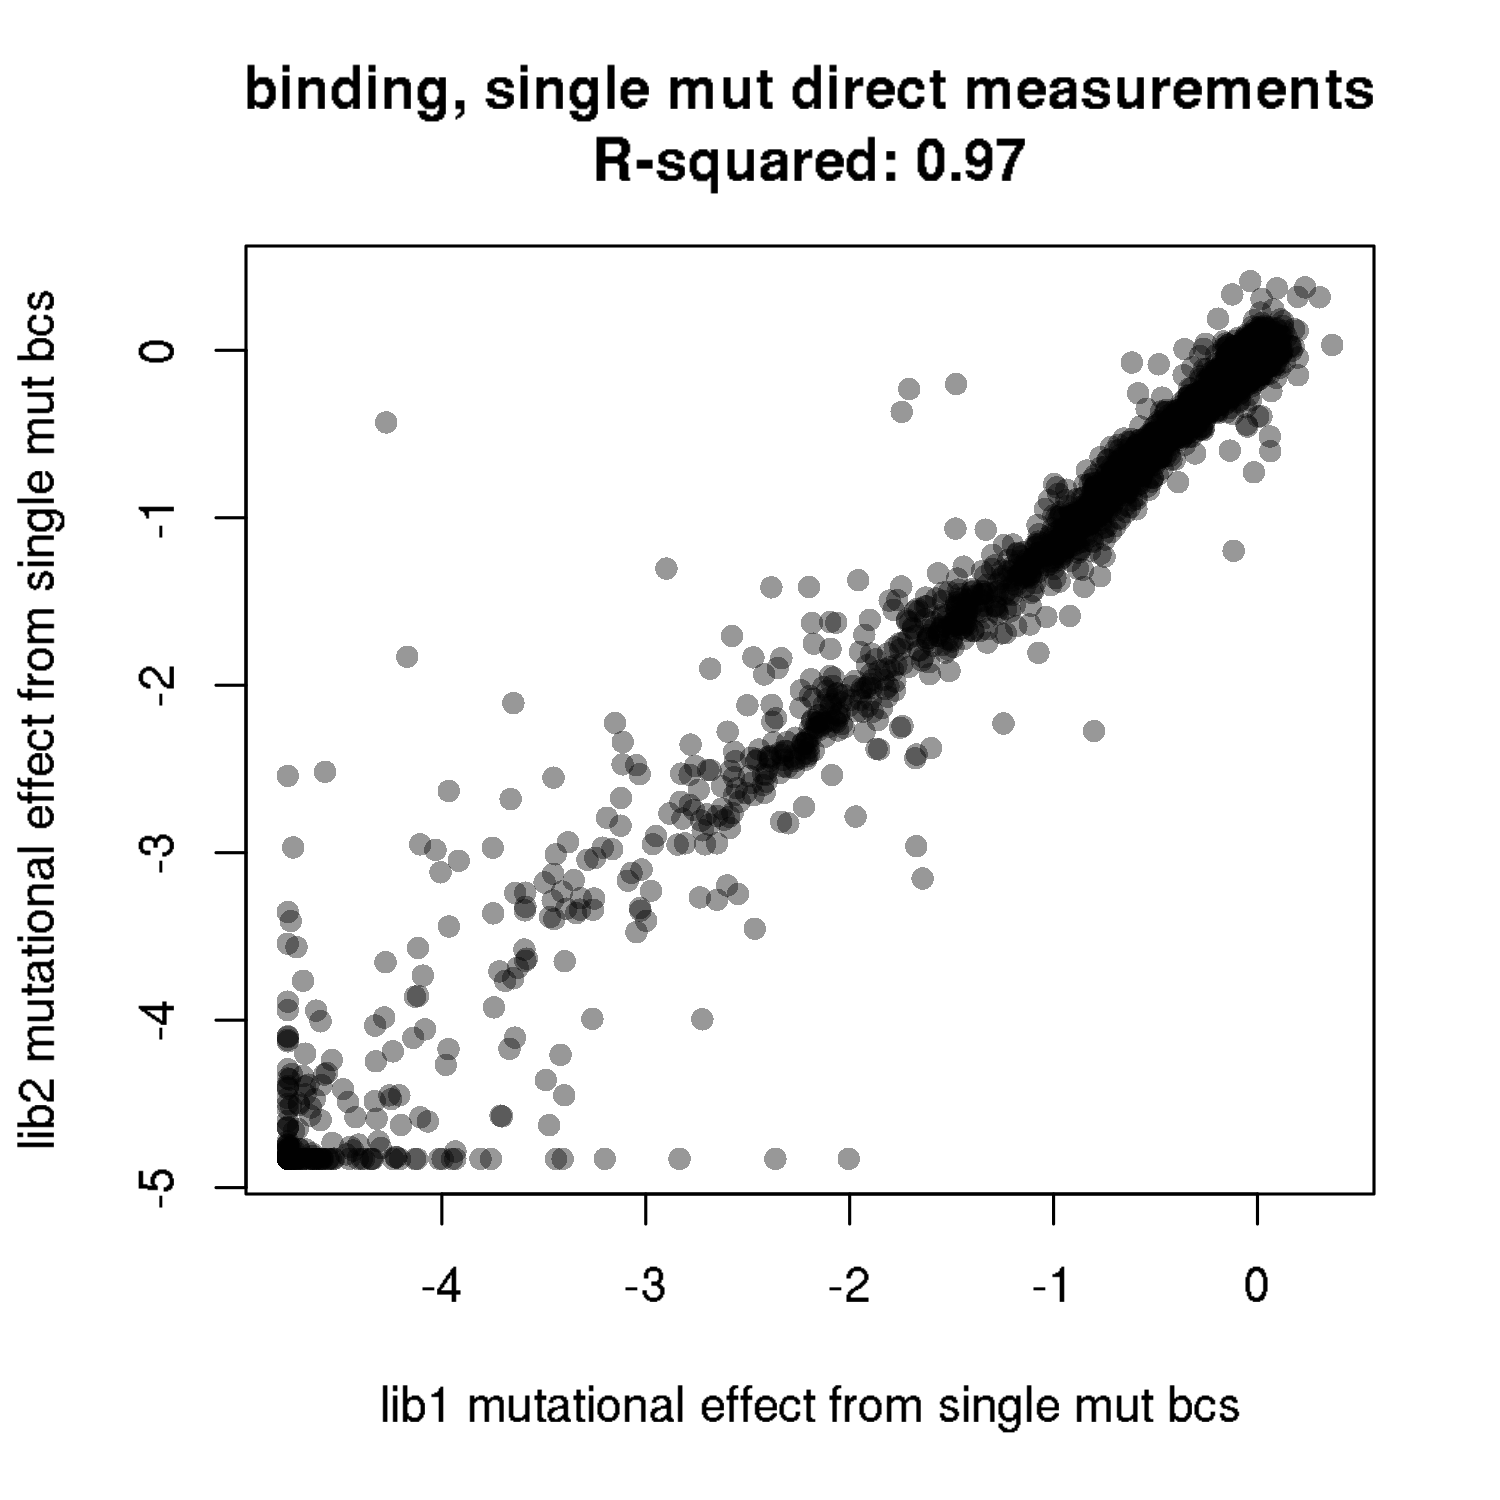 binding, single mut direct measurements
R-squared: 0.97
lib2 mutational effect from single mut bcs
0
-1
-2
-3
-4
-5
-4 -3 -2 -1 0
lib1 mutational effect from single mut bcs